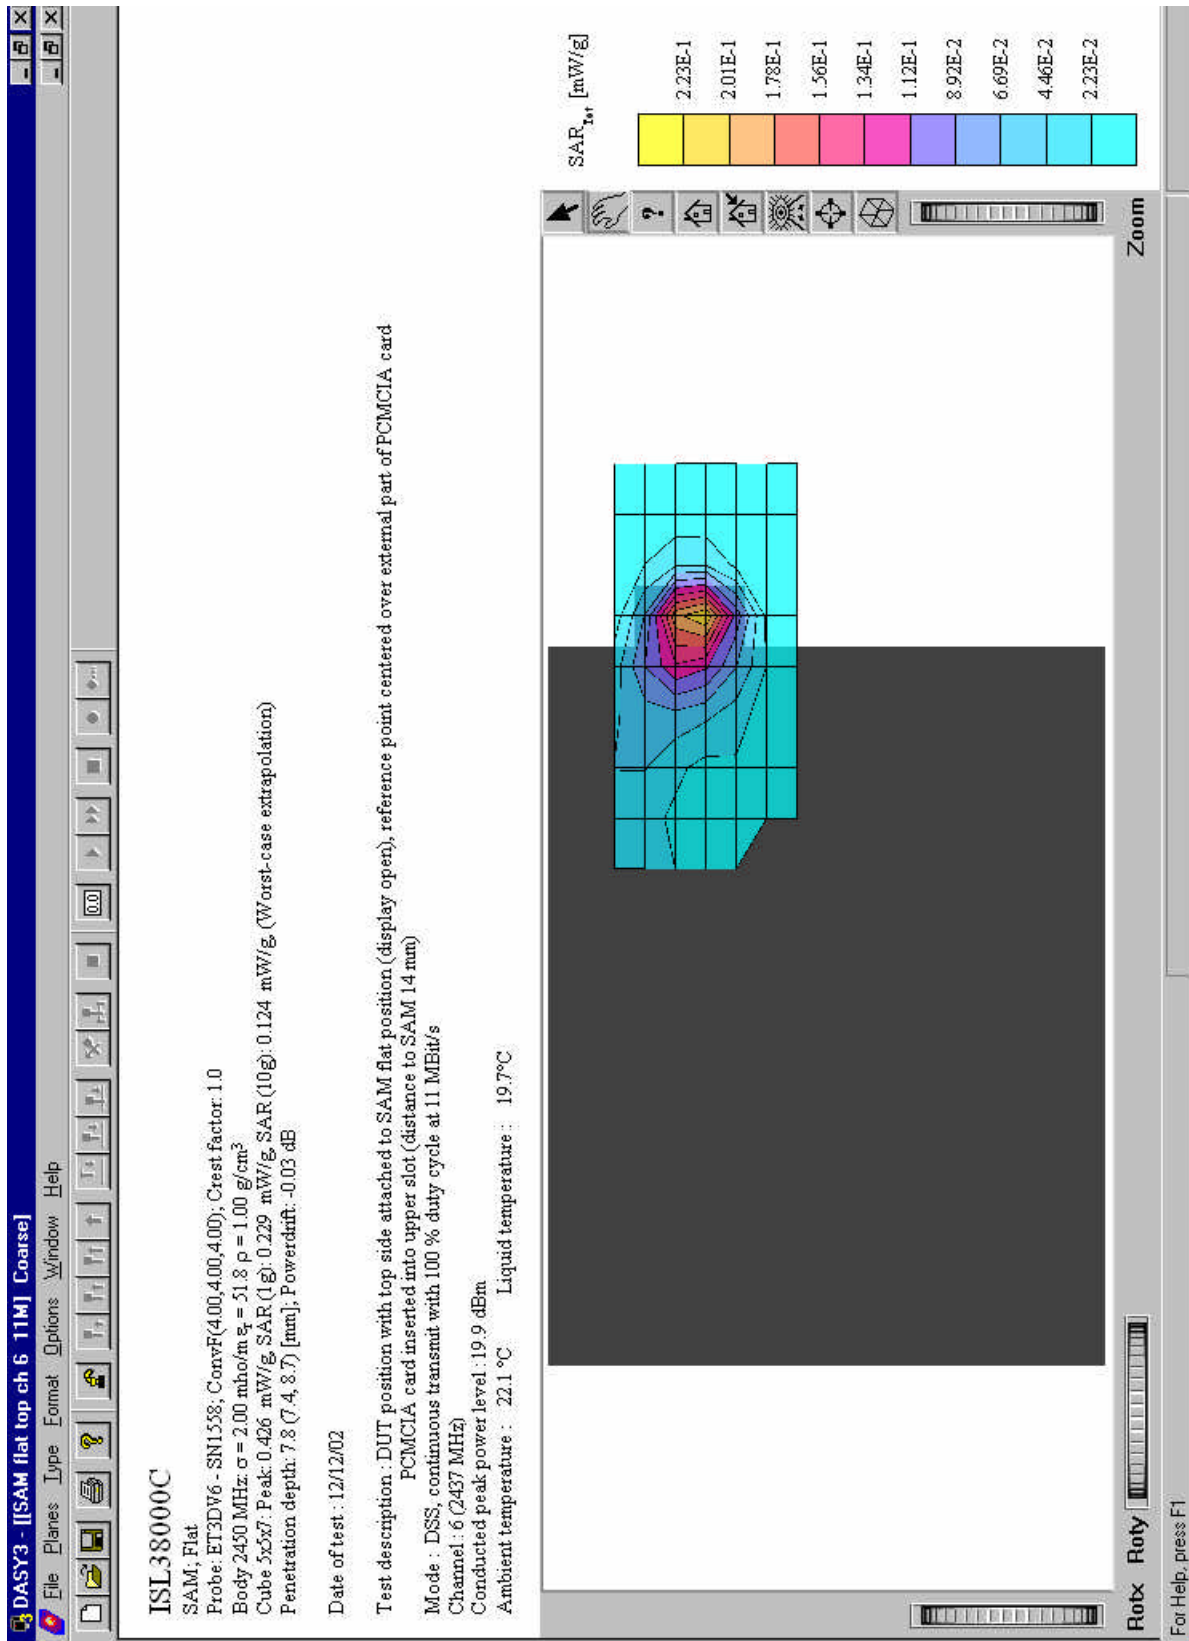 DASY3 - [[SAM flat top ch 6 11M] Coarse]
File Planes Type Format Options Window Help
0.0
ISL38000C
SAM; Flat
Probe: ET3DV6 - SN1558; ConvF(4.00,4.00,4.00); Crest factor: 1.0
Body 2450 MHz: σ = 2.00 mho/m εr = 51.8 ρ = 1.00 g/cm³
Cube 5x5x7: Peak: 0.426 mW/g, SAR (1g): 0.229 mW/g, SAR (10g): 0.124 mW/g, (Worst-case extrapolation)
Penetration depth: 7.8 (7.4, 8.7) [mm]; Powerdrift: -0.03 dB
Date of test : 12/12/02
Test description : DUT position with top side attached to SAM flat position (display open), reference point centered over external part of PCMCIA card
PCMCIA card inserted into upper slot (distance to SAM 14 mm)
Mode : DSS, continuous transmit with 100 % duty cycle at 11 MBit/s
Channel : 6 (2437 MHz)
Conducted peak power level : 19.9 dBm
Ambient temperature : 22.1 °C Liquid temperature : 19.7°C
SARTot [mW/g]
2.23E-1
2.01E-1
1.78E-1
1.56E-1
1.34E-1
1.12E-1
8.92E-2
6.69E-2
4.46E-2
2.23E-2
Rotx Roty Zoom
For Help, press F1